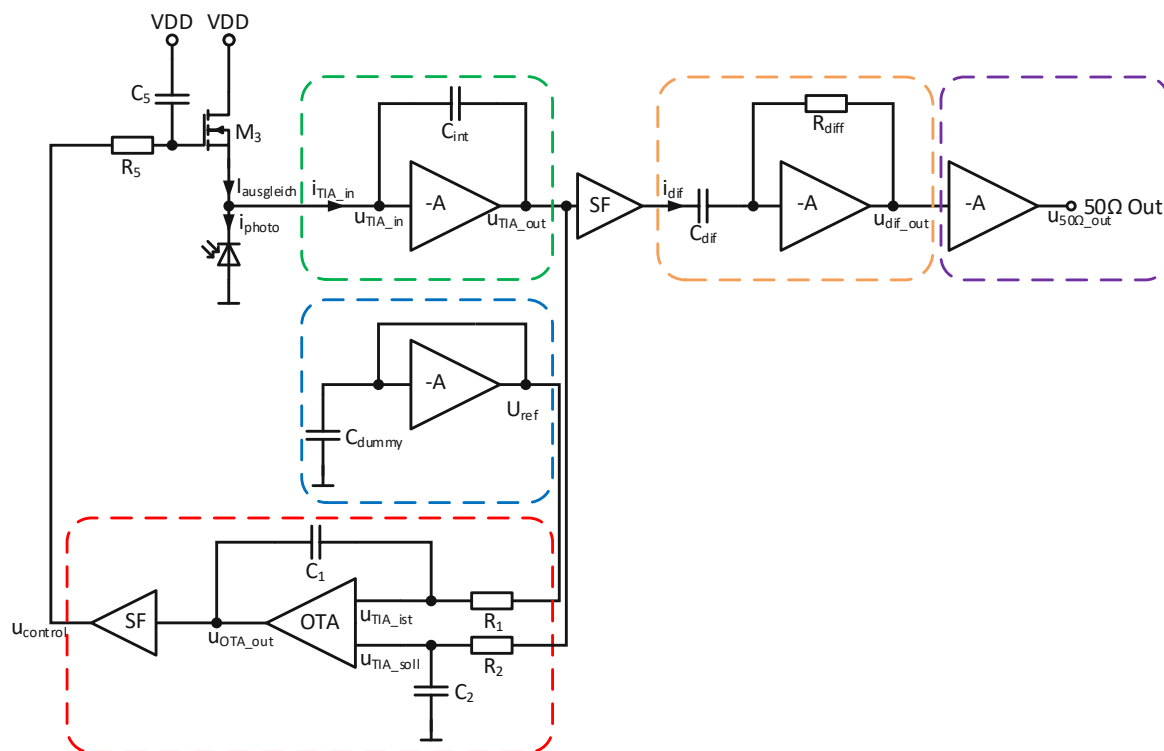 VDD VDD
C5
M3
R5
Iausgleich
iphoto
iTIA_in
uTIA_in
Cint
-A
uTIA_out
SF
idif
Cdif
Rdiff
-A
udif_out
-A
u50Ω_out
50Ω Out
-A
Uref
Cdummy
C1
SF
OTA
ucontrol
uOTA_out
uTIA_ist
R1
uTIA_soll
R2
C2